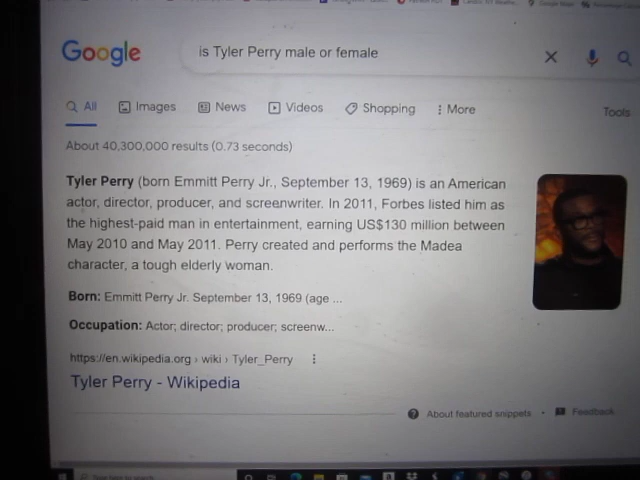 Google
is Tyler Perry male or female
All
Images
News
Videos
Shopping
More
Tools
About 40,300,000 results (0.73 seconds)
Tyler Perry (born Emmitt Perry Jr., September 13, 1969) is an American
actor, director, producer, and screenwriter. In 2011, Forbes listed him as
the highest-paid man in entertainment, earning US$130 million between
May 2010 and May 2011. Perry created and performs the Madea
character, a tough elderly woman.
Born: Emmitt Perry Jr. September 13, 1969 (age ...
Occupation: Actor; director; producer; screenw...
https://en.wikipedia.org › wiki › Tyler_Perry
Tyler Perry - Wikipedia
About featured snippets • Feedback